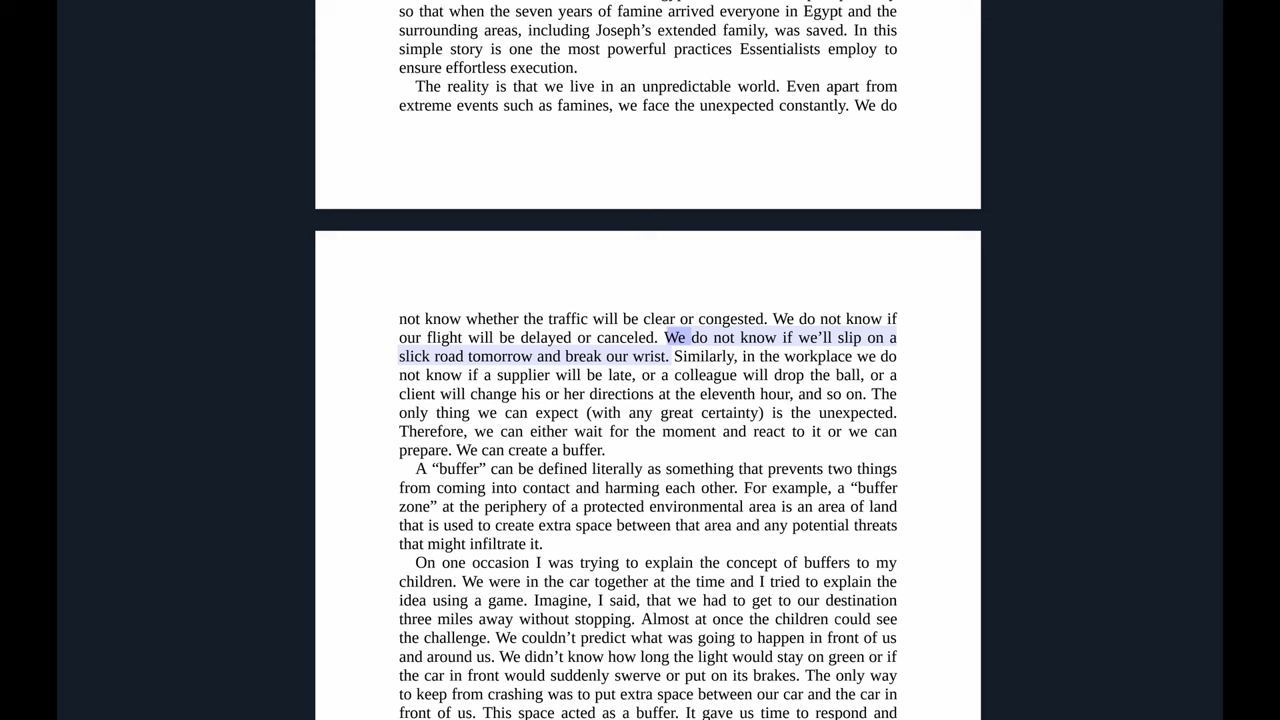 so that when the seven years of famine arrived everyone in Egypt and the
surrounding areas, including Joseph’s extended family, was saved. In this
simple story is one the most powerful practices Essentialists employ to
ensure effortless execution.
The reality is that we live in an unpredictable world. Even apart from
extreme events such as famines, we face the unexpected constantly. We do
not know whether the traffic will be clear or congested. We do not know if
our flight will be delayed or canceled. We do not know if we’ll slip on a
slick road tomorrow and break our wrist. Similarly, in the workplace we do
not know if a supplier will be late, or a colleague will drop the ball, or a
client will change his or her directions at the eleventh hour, and so on. The
only thing we can expect (with any great certainty) is the unexpected.
Therefore, we can either wait for the moment and react to it or we can
prepare. We can create a buffer.
A “buffer” can be defined literally as something that prevents two things
from coming into contact and harming each other. For example, a “buffer
zone” at the periphery of a protected environmental area is an area of land
that is used to create extra space between that area and any potential threats
that might infiltrate it.
On one occasion I was trying to explain the concept of buffers to my
children. We were in the car together at the time and I tried to explain the
idea using a game. Imagine, I said, that we had to get to our destination
three miles away without stopping. Almost at once the children could see
the challenge. We couldn’t predict what was going to happen in front of us
and around us. We didn’t know how long the light would stay on green or if
the car in front would suddenly swerve or put on its brakes. The only way
to keep from crashing was to put extra space between our car and the car in
front of us. This space acted as a buffer. It gave us time to respond and